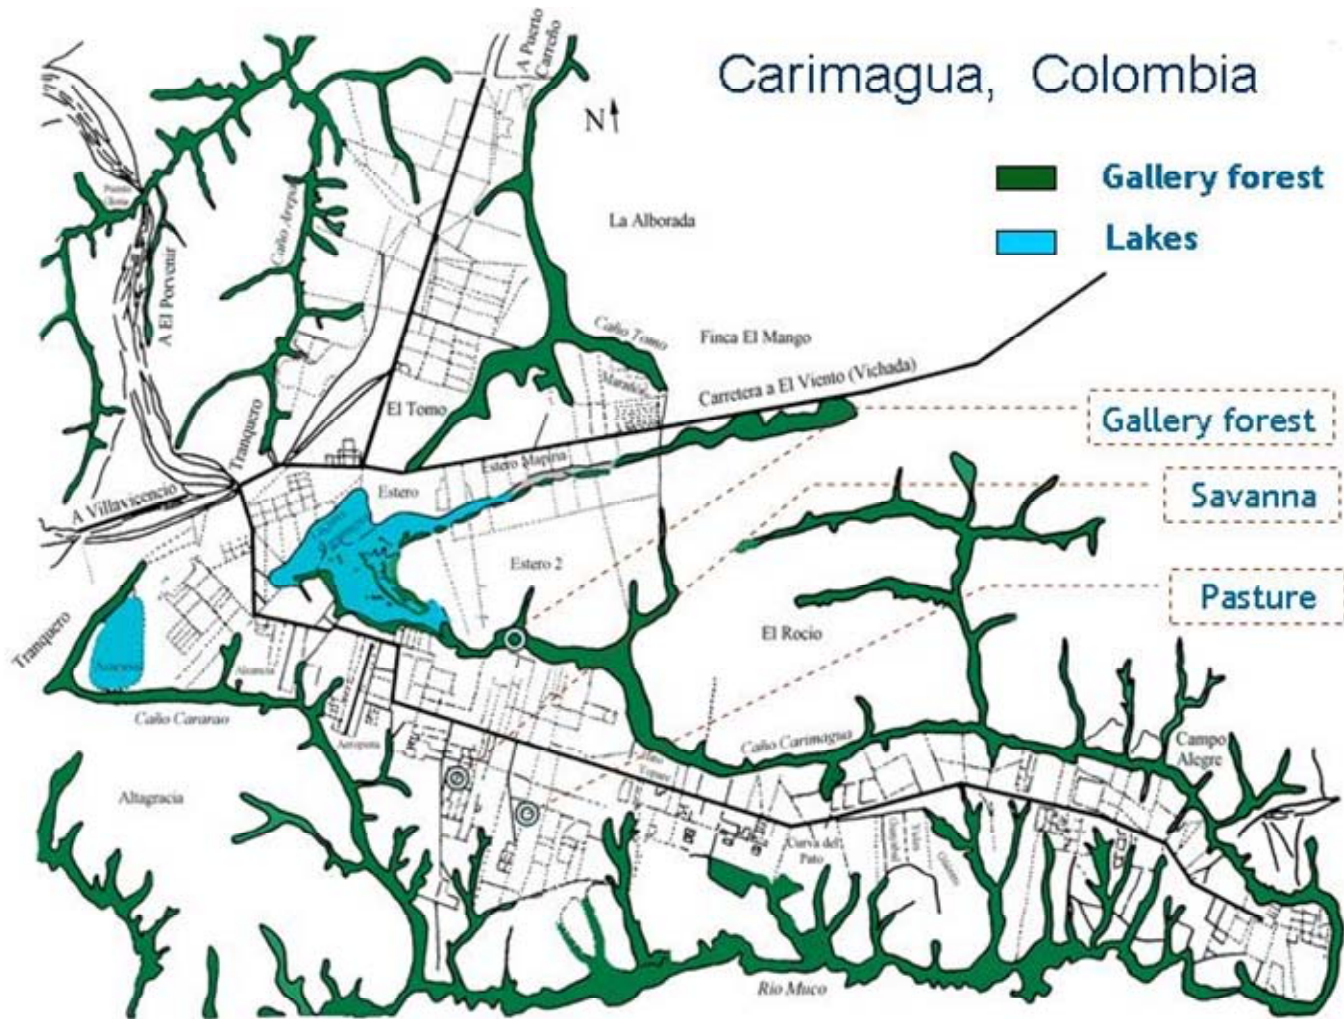 Carimagua, Colombia
A Puerto
Carreño
N
Gallery forest
Lakes
Caño Arepa
A El Porvenir
La Alborada
Caño Tomo
Finca El Mango
Carretera a El Viento (Vichada)
El Tomo
Tranquero
A Villavicencio
Estero Mapiria
Estero
Estero 2
Gallery forest
Savanna
Pasture
Tranquero
El Rocío
Alcancia
Caño Cararao
Caño Carimagua
Campo
Alegre
Altagracia
Curva del
Pato
Rio Muco